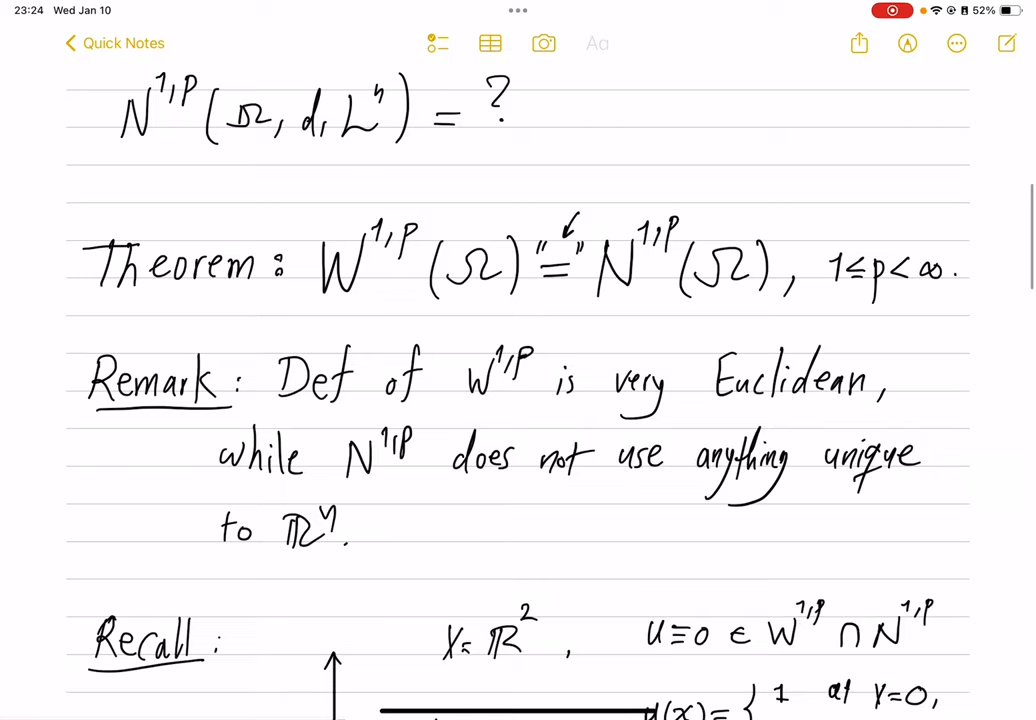 23:24 Wed Jan 10
52%
Quick Notes
Aa
N^{1,p} (Ω, d, L^n) = ?
Theorem: W^{1,p} (Ω) "=" N^{1,p} (Ω), 1≤p<∞.
Remark: Def of W^{1,p} is very Euclidean,
while N^{1,p} does not use anything unique
to ℝ^n.
Recall: X=ℝ^2, u≡0 ∈ W^{1,p} ∩ N^{1,p}
u(x)= { 1 at x=0,